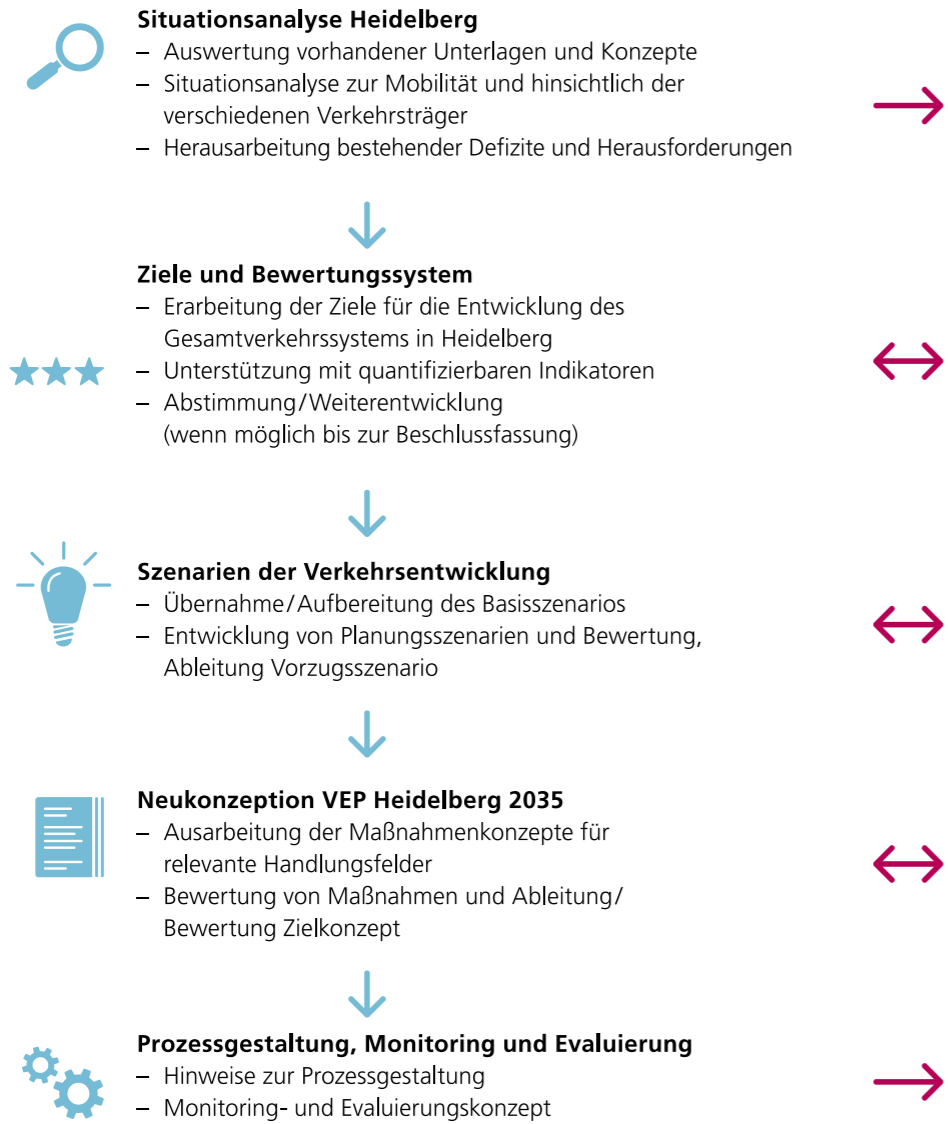 Situationsanalyse Heidelberg
– Auswertung vorhandener Unterlagen und Konzepte
– Situationsanalyse zur Mobilität und hinsichtlich der
verschiedenen Verkehrsträger
– Herausarbeitung bestehender Defizite und Herausforderungen
Ziele und Bewertungssystem
– Erarbeitung der Ziele für die Entwicklung des
Gesamtverkehrssystems in Heidelberg
– Unterstützung mit quantifizierbaren Indikatoren
– Abstimmung/Weiterentwicklung
(wenn möglich bis zur Beschlussfassung)
Szenarien der Verkehrsentwicklung
– Übernahme/Aufbereitung des Basisszenarios
– Entwicklung von Planungsszenarien und Bewertung,
Ableitung Vorzugsszenario
Neukonzeption VEP Heidelberg 2035
– Ausarbeitung der Maßnahmenkonzepte für
relevante Handlungsfelder
– Bewertung von Maßnahmen und Ableitung/
Bewertung Zielkonzept
Prozessgestaltung, Monitoring und Evaluierung
– Hinweise zur Prozessgestaltung
– Monitoring- und Evaluierungskonzept